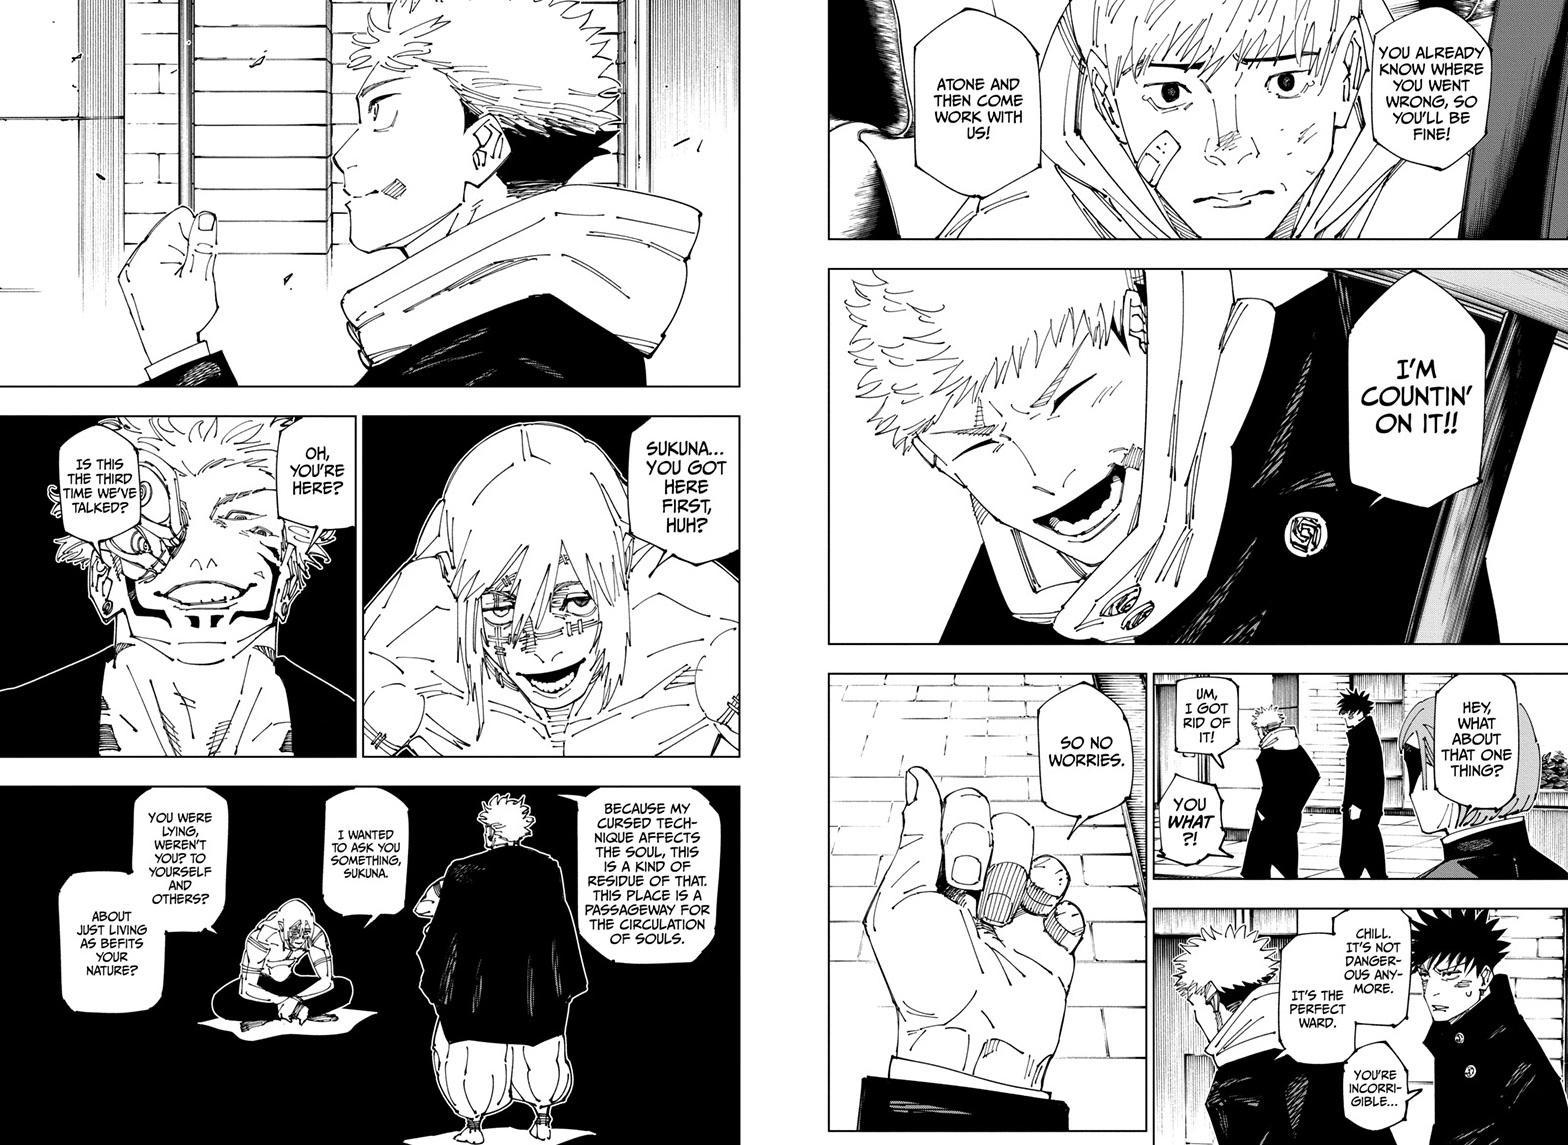 YOU ALREADY
KNOW WHERE
YOU WENT
WRONG, SO
YOU'LL BE
FINE!
ATONE AND
THEN COME
WORK WITH
US!
I'M
COUNTIN'
ON IT!!
HEY,
WHAT
ABOUT
THAT ONE
THING?
UM,
I GOT
RID OF
IT!
YOU
WHAT
?!
CHILL.
IT'S NOT
DANGER-
OUS ANY-
MORE.
IT'S THE
PERFECT
WARD.
YOU'RE
INCORRI-
GIBLE...
SO NO
WORRIES.
SUKUNA...
YOU GOT
HERE
FIRST,
HUH?
OH,
YOU'RE
HERE?
IS THIS
THE THIRD
TIME WE'VE
TALKED?
BECAUSE MY
CURSED TECH-
NIQUE AFFECTS
THE SOUL, THIS
IS A KIND OF
RESIDUE OF THAT.
THIS PLACE IS A
PASSAGEWAY FOR
THE CIRCULATION
OF SOULS.
I WANTED
TO ASK YOU
SOMETHING,
SUKUNA.
YOU WERE
LYING,
WEREN'T
YOU? TO
YOURSELF
AND
OTHERS?
ABOUT
JUST LIVING
AS BEFITS
YOUR
NATURE?